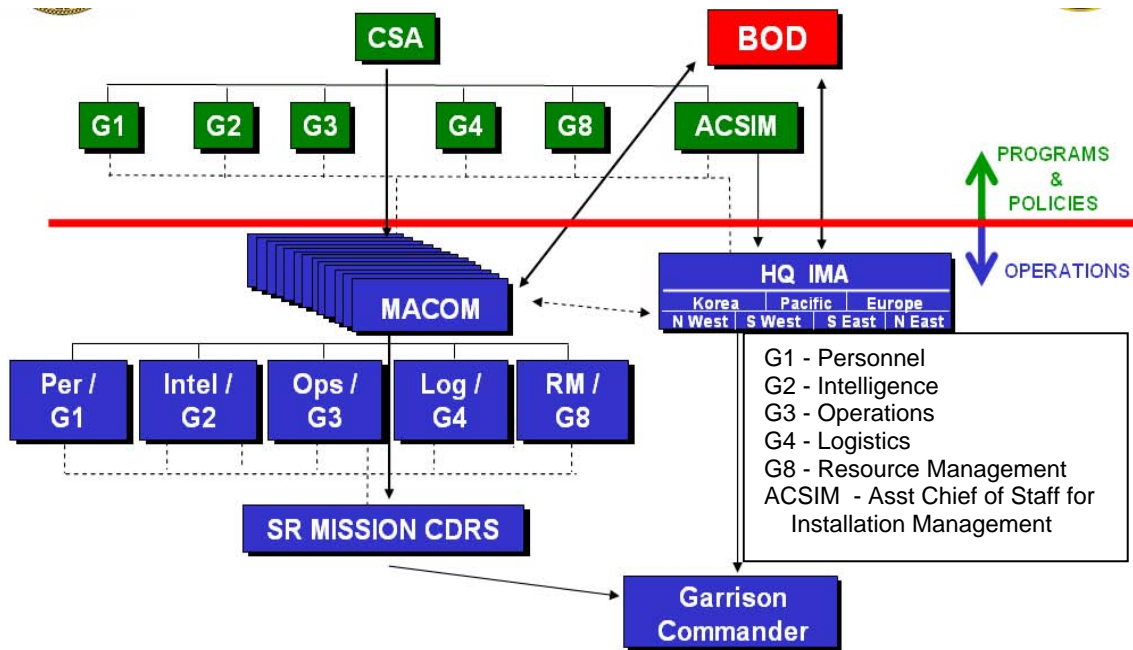 CSA
BOD
G1
G2
G3
G4
G8
ACSIM
PROGRAMS
&
POLICIES
OPERATIONS
MACOM
HQ IMA
Korea
Pacific
Europe
N West
S West
S East
N East
Per /
G1
Intel /
G2
Ops /
G3
Log /
G4
RM /
G8
G1 - Personnel
G2 - Intelligence
G3 - Operations
G4 - Logistics
G8 - Resource Management
ACSIM - Asst Chief of Staff for
Installation Management
SR MISSION CDRS
Garrison
Commander